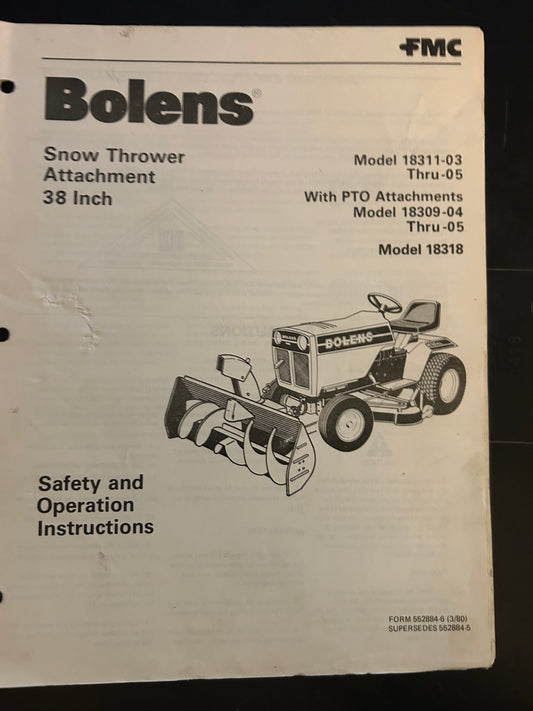 FMC
Bolens®
Snow Thrower
Attachment
38 Inch
Model 18311-03
Thru-05
With PTO Attachments
Model 18309-04
Thru-05
Model 18318
BOLENS
BOLENS
Safety and
Operation
Instructions
FORM 552884-6 (3/80)
SUPERSEDES 552884-5